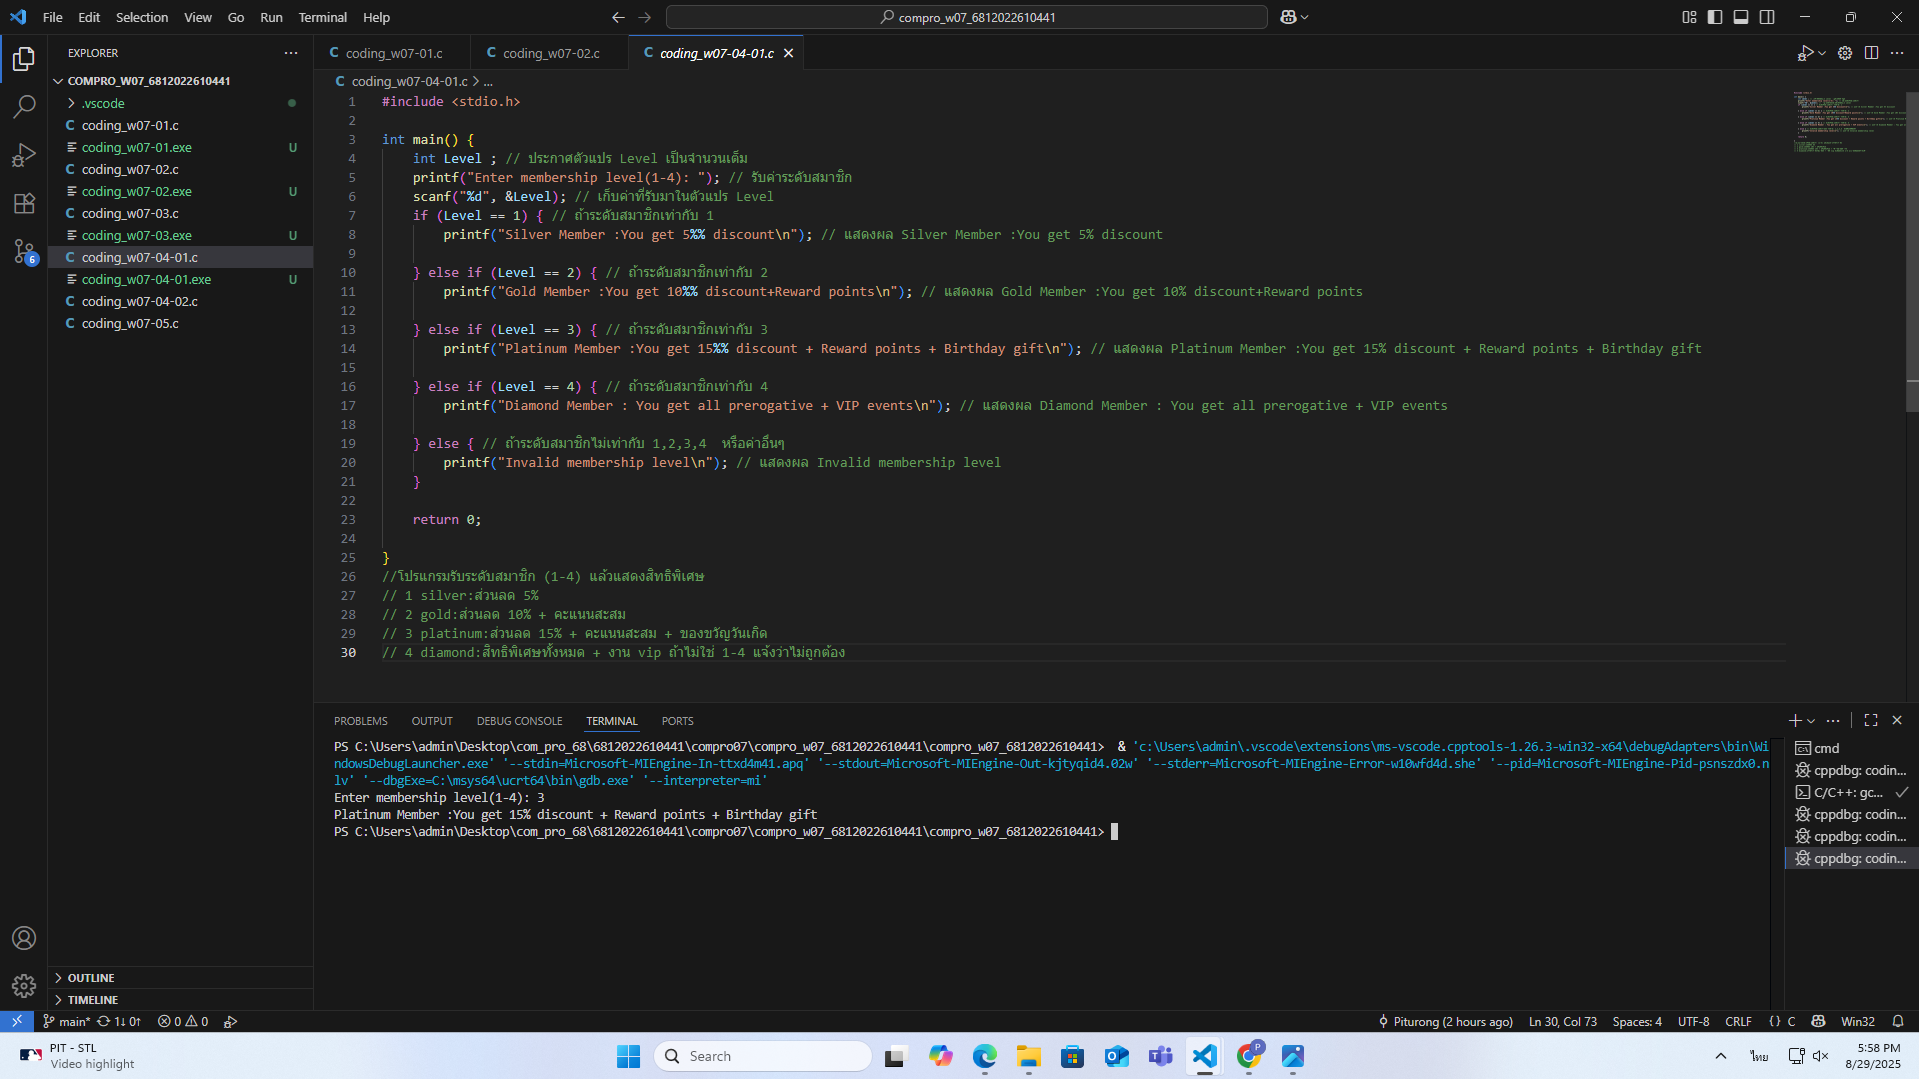 File Edit Selection View Go Run Terminal Help
compro_w07_6812022610441
EXPLORER
COMPRO_W07_6812022610441
.vscode
coding_w07-01.c
coding_w07-01.exe U
coding_w07-02.c
coding_w07-02.exe U
coding_w07-03.c
coding_w07-03.exe U
coding_w07-04-01.c
coding_w07-04-01.exe U
coding_w07-04-02.c
coding_w07-05.c
6
OUTLINE
TIMELINE
C coding_w07-01.c C coding_w07-02.c C coding_w07-04-01.c
C coding_w07-04-01.c > ...
1 #include <stdio.h>
2
3 int main() {
4 int Level ; // ประกาศตัวแปร Level เป็นจำนวนเต็ม
5 printf("Enter membership level(1-4): "); // รับค่าระดับสมาชิก
6 scanf("%d", &Level); // เก็บค่าที่รับมาในตัวแปร Level
7 if (Level == 1) { // ถ้าระดับสมาชิกเท่ากับ 1
8 printf("Silver Member :You get 5%% discount\n"); // แสดงผล Silver Member :You get 5% discount
9
10 } else if (Level == 2) { // ถ้าระดับสมาชิกเท่ากับ 2
11 printf("Gold Member :You get 10%% discount+Reward points\n"); // แสดงผล Gold Member :You get 10% discount+Reward points
12
13 } else if (Level == 3) { // ถ้าระดับสมาชิกเท่ากับ 3
14 printf("Platinum Member :You get 15%% discount + Reward points + Birthday gift\n"); // แสดงผล Platinum Member :You get 15% discount + Reward points + Birthday gift
15
16 } else if (Level == 4) { // ถ้าระดับสมาชิกเท่ากับ 4
17 printf("Diamond Member : You get all prerogative + VIP events\n"); // แสดงผล Diamond Member : You get all prerogative + VIP events
18
19 } else { // ถ้าระดับสมาชิกไม่เท่ากับ 1,2,3,4 หรือค่าอื่นๆ
20 printf("Invalid membership level\n"); // แสดงผล Invalid membership level
21 }
22
23 return 0;
24
25 }
26 //โปรแกรมรับระดับสมาชิก (1-4) แล้วแสดงสิทธิพิเศษ
27 // 1 silver:ส่วนลด 5%
28 // 2 gold:ส่วนลด 10% + คะแนนสะสม
29 // 3 platinum:ส่วนลด 15% + คะแนนสะสม + ของขวัญวันเกิด
30 // 4 diamond:สิทธิพิเศษทั้งหมด + งาน vip ถ้าไม่ใช่ 1-4 แจ้งว่าไม่ถูกต้อง
PROBLEMS OUTPUT DEBUG CONSOLE TERMINAL PORTS
PS C:\Users\admin\Desktop\com_pro_68\6812022610441\compro07\compro_w07_6812022610441\compro_w07_6812022610441> & 'c:\Users\admin\.vscode\extensions\ms-vscode.cpptools-1.26.3-win32-x64\debugAdapters\bin\Wi
ndowsDebugLauncher.exe' '--stdin=Microsoft-MIEngine-In-ttxd4m41.apq' '--stdout=Microsoft-MIEngine-Out-kjtyqid4.02w' '--stderr=Microsoft-MIEngine-Error-w10wfd4d.she' '--pid=Microsoft-MIEngine-Pid-psnszdx0.n
lv' '--dbgExe=C:\msys64\ucrt64\bin\gdb.exe' '--interpreter=mi'
Enter membership level(1-4): 3
Platinum Member :You get 15% discount + Reward points + Birthday gift
PS C:\Users\admin\Desktop\com_pro_68\6812022610441\compro07\compro_w07_6812022610441\compro_w07_6812022610441>
cmd
cppdbg: codin...
C/C++: gc...
cppdbg: codin...
cppdbg: codin...
cppdbg: codin...
main* 1↓ 0↑ 0 0 Piturong (2 hours ago) Ln 30, Col 73 Spaces: 4 UTF-8 CRLF {} C Win32
PIT - STL
Video highlight
Search
P
ไทย
5:58 PM
8/29/2025